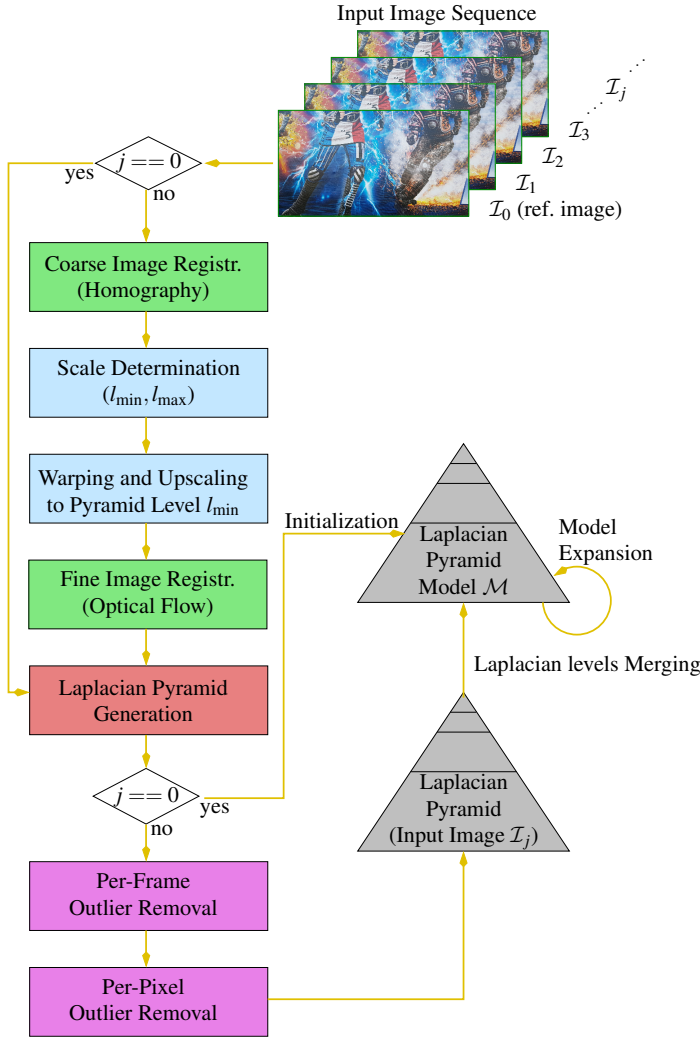 Input Image Sequence
𝓘_j
𝓘_3
𝓘_2
𝓘_1
𝓘_0 (ref. image)
j == 0
yes
no
Coarse Image Registr.
(Homography)
Scale Determination
(l_min, l_max)
Warping and Upscaling
to Pyramid Level l_min
Fine Image Registr.
(Optical Flow)
Laplacian Pyramid
Generation
j == 0
yes
no
Per-Frame
Outlier Removal
Per-Pixel
Outlier Removal
Initialization
Laplacian
Pyramid
Model 𝓜
Model
Expansion
Laplacian levels Merging
Laplacian
Pyramid
(Input Image 𝓘_j)